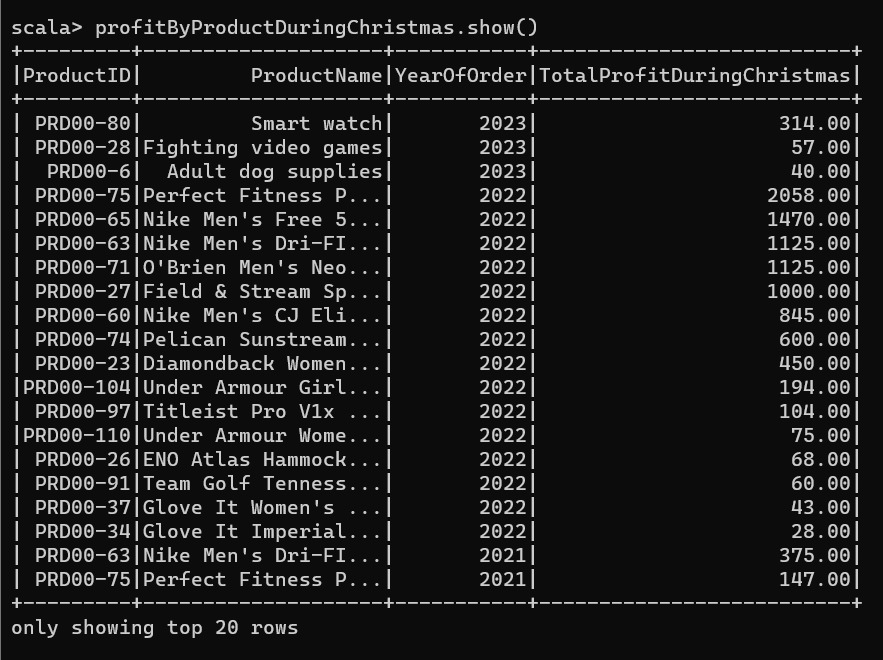 scala> profitByProductDuringChristmas.show()
+---------+--------------------+-----------+--------------------------+
|ProductID|         ProductName|YearOfOrder|TotalProfitDuringChristmas|
+---------+--------------------+-----------+--------------------------+
| PRD00-80|         Smart watch|       2023|                    314.00|
| PRD00-28|Fighting video games|       2023|                     57.00|
|  PRD00-6|  Adult dog supplies|       2023|                     40.00|
| PRD00-75|Perfect Fitness P...|       2022|                   2058.00|
| PRD00-65|Nike Men's Free 5...|       2022|                   1470.00|
| PRD00-63|Nike Men's Dri-FI...|       2022|                   1125.00|
| PRD00-71|O'Brien Men's Neo...|       2022|                   1125.00|
| PRD00-27|Field & Stream Sp...|       2022|                   1000.00|
| PRD00-60|Nike Men's CJ Eli...|       2022|                    845.00|
| PRD00-74|Pelican Sunstream...|       2022|                    600.00|
| PRD00-23|Diamondback Women...|       2022|                    450.00|
|PRD00-104|Under Armour Girl...|       2022|                    194.00|
| PRD00-97|Titleist Pro V1x ...|       2022|                    104.00|
|PRD00-110|Under Armour Wome...|       2022|                     75.00|
| PRD00-26|ENO Atlas Hammock...|       2022|                     68.00|
| PRD00-91|Team Golf Tenness...|       2022|                     60.00|
| PRD00-37|Glove It Women's ...|       2022|                     43.00|
| PRD00-34|Glove It Imperial...|       2022|                     28.00|
| PRD00-63|Nike Men's Dri-FI...|       2021|                    375.00|
| PRD00-75|Perfect Fitness P...|       2021|                    147.00|
+---------+--------------------+-----------+--------------------------+
only showing top 20 rows